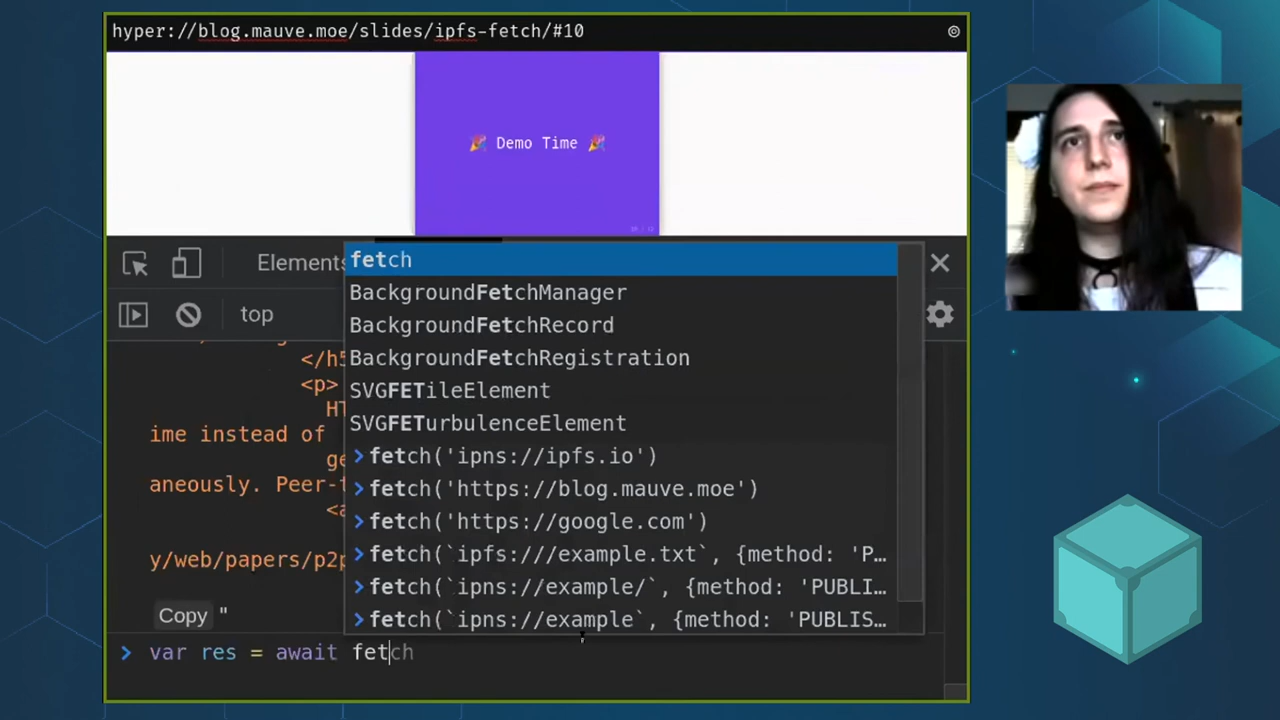 hyper://blog.mauve.moe/slides/ipfs-fetch/#10
🎉 Demo Time 🎉
Elements
top
</h5
<p>
HT
ime instead of
ge
aneously. Peer-t
<a
y/web/papers/p2p
Copy "
fetch
BackgroundFetchManager
BackgroundFetchRecord
BackgroundFetchRegistration
SVGFETileElement
SVGFETurbulenceElement
> fetch('ipns://ipfs.io')
> fetch('https://blog.mauve.moe')
> fetch('https://google.com')
> fetch(`ipfs:///example.txt`, {method: 'P…
> fetch(`ipns://example/`, {method: 'PUBLI…
> fetch(`ipns://example`, {method: 'PUBLIS…
> var res = await fetch